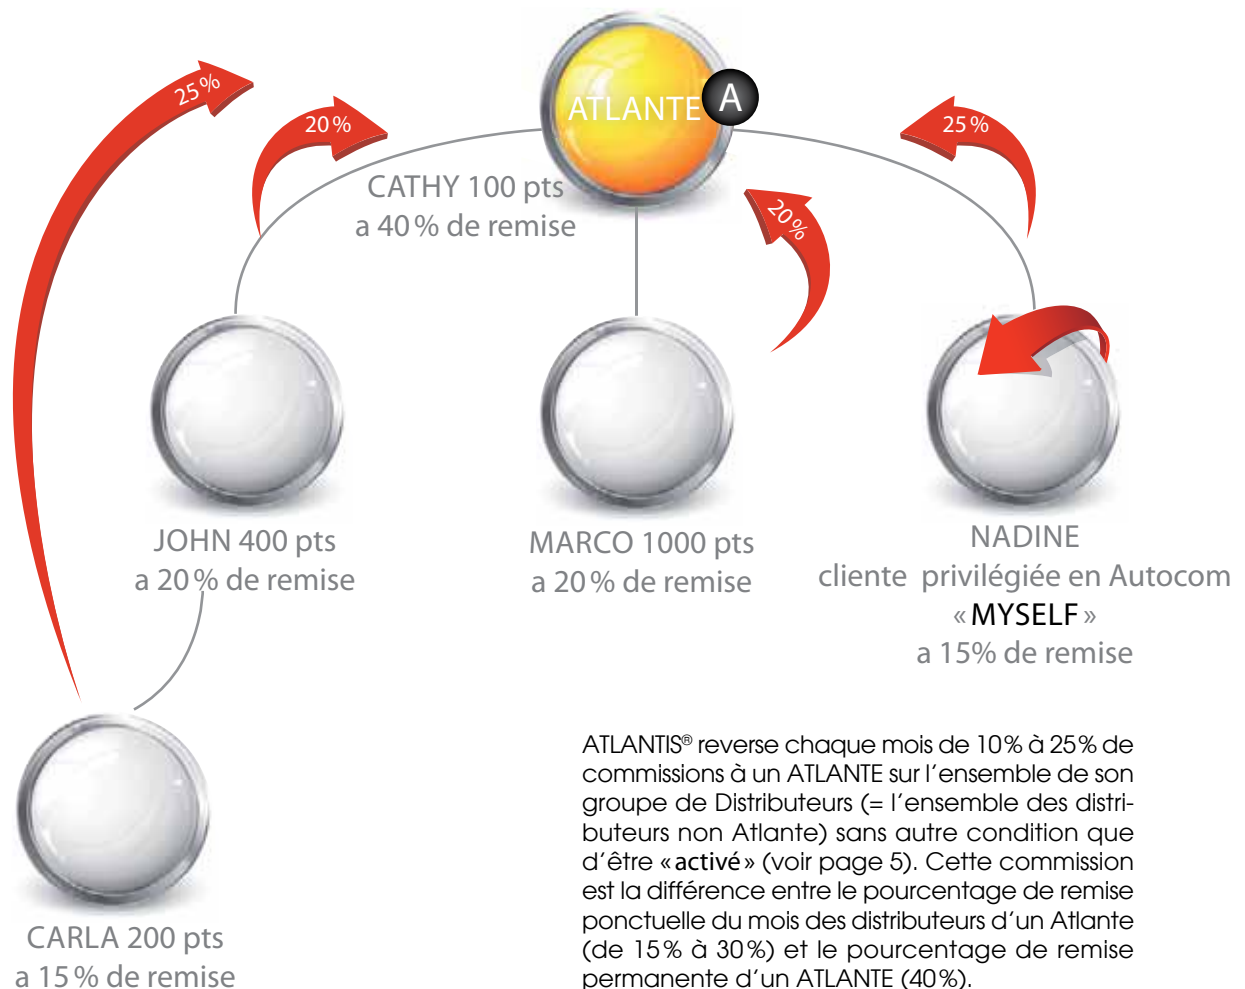 25%
20%
ATLANTE
A
25%
CATHY 100 pts
a 40% de remise
20%
JOHN 400 pts
a 20% de remise
MARCO 1000 pts
a 20% de remise
NADINE
cliente privilégiée en Autocom
«MYSELF»
a 15% de remise
CARLA 200 pts
a 15% de remise
ATLANTIS® reverse chaque mois de 10% à 25% de
commissions à un ATLANTE sur l'ensemble de son
groupe de Distributeurs (= l'ensemble des distri-
buteurs non Atlante) sans autre condition que
d'être «activé» (voir page 5). Cette commission
est la différence entre le pourcentage de remise
ponctuelle du mois des distributeurs d'un Atlante
(de 15% à 30%) et le pourcentage de remise
permanente d'un ATLANTE (40%).